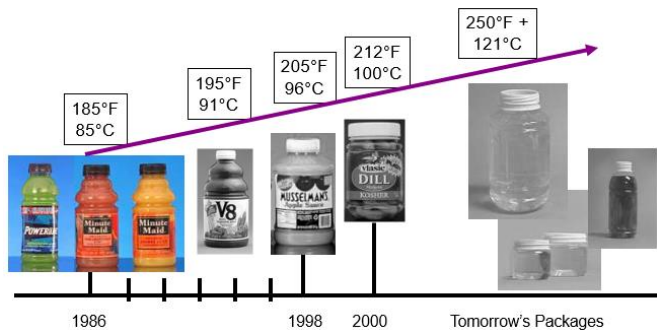 250°F +
121°C
212°F
100°C
205°F
96°C
195°F
91°C
185°F
85°C
POWERADE
Minute
Maid
Minute
Maid
V8
MUSSELMAN'S
Apple Sauce
vlasic
DILL
KOSHER
1986
1998
2000
Tomorrow's Packages